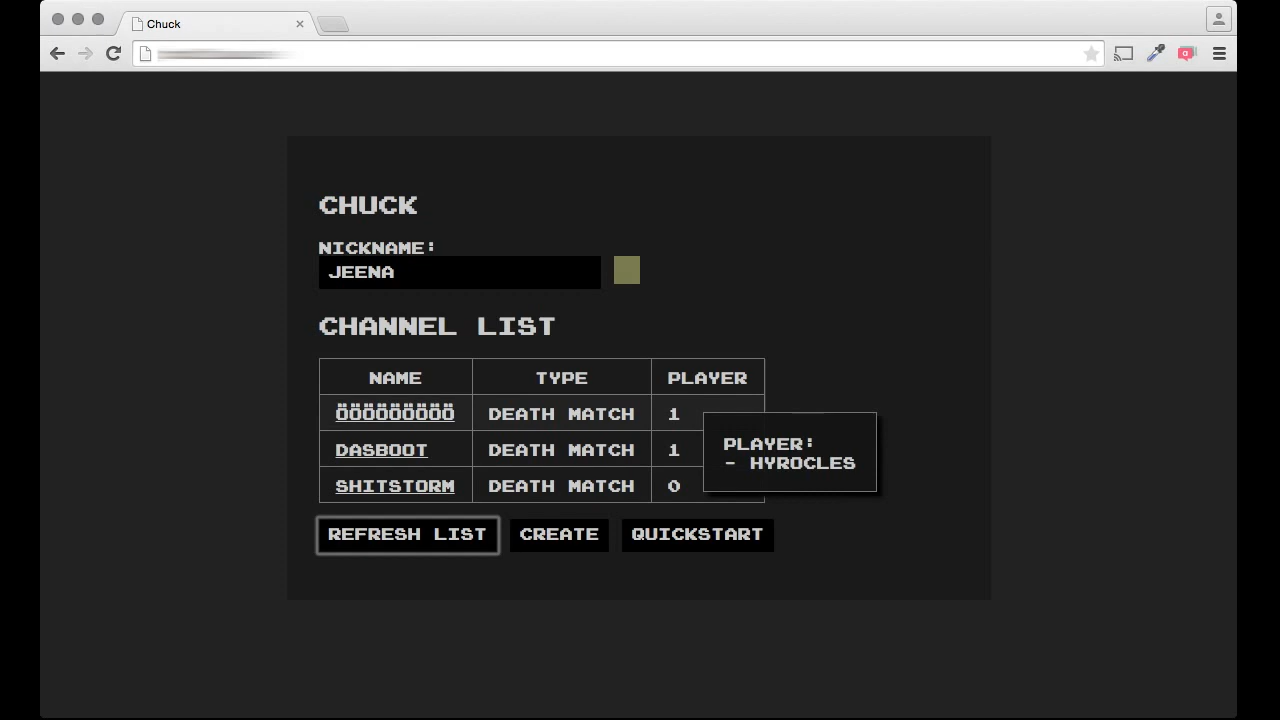 Chuck
CHUCK
NICKNAME:
JEENA
CHANNEL LIST
NAME TYPE PLAYER
ÖÖÖÖÖÖÖÖÖ DEATH MATCH 1
DASBOOT DEATH MATCH 1
SHITSTORM DEATH MATCH 0
PLAYER:
- HYROCLES
REFRESH LIST CREATE QUICKSTART